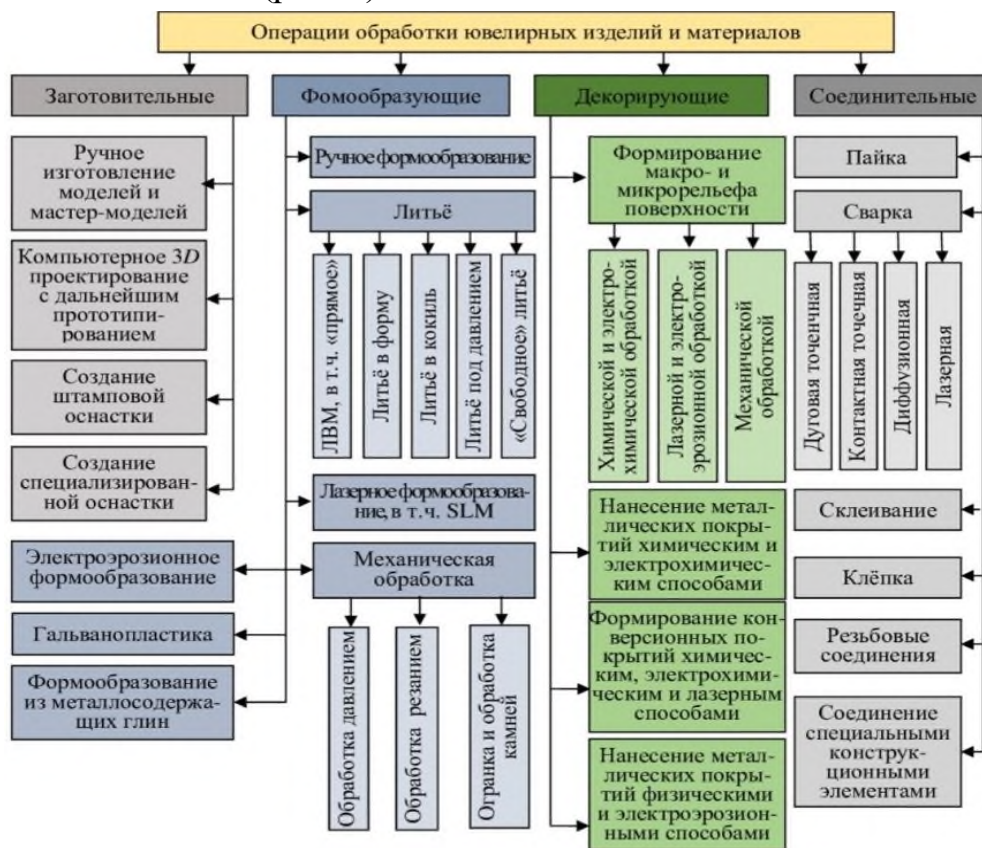 Операции обработки ювелирных изделий и материалов
Заготовительные
Фомообразующие
Декорирующие
Соединительные
Ручное
изготовление
моделей и
мастер-моделей
Компьютерное 3D
проектирование
с дальнейшим
прототипи-
рованием
Создание
штамповой
оснастки
Создание
специализирован-
ной оснастки
Электроэрозионное
формообразование
Гальванопластика
Формообразование
из металлосодержа-
щих глин
Ручное формообразование
Литьё
ЛВМ, в т.ч. «прямое»
Литьё в форму
Литьё в кокиль
Литьё под давлением
«Свободное» литьё
Лазерное формообразова-
ние, в т.ч. SLM
Механическая
обработка
Обработка давлением
Обработка резанием
Огранка и обработка
камней
Формирование
макро- и
микрорельефа
поверхности
Химической и электро-
химической обработкой
Лазерной и электро-
эрозионной обработкой
Механической
обработкой
Нанесение метал-
лических покры-
тий химическим и
электрохимичес-
ким способами
Формирование кон-
версионных по-
крытий химичес-
ким, электрохими-
ческим и лазерным
способами
Нанесение метал-
лических покры-
тий физическими
и электроэрозион-
ными способами
Пайка
Сварка
Дуговая точенчная
Контактная точечная
Диффузионная
Лазерная
Склеивание
Клёпка
Резьбовые
соединения
Соединение
специальными
конструк-
ционными
элементами